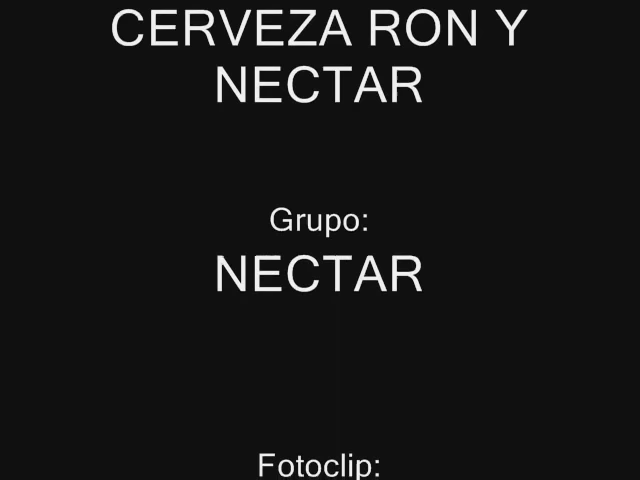 CERVEZA RON Y
NECTAR
Grupo:
NECTAR
Fotoclip: